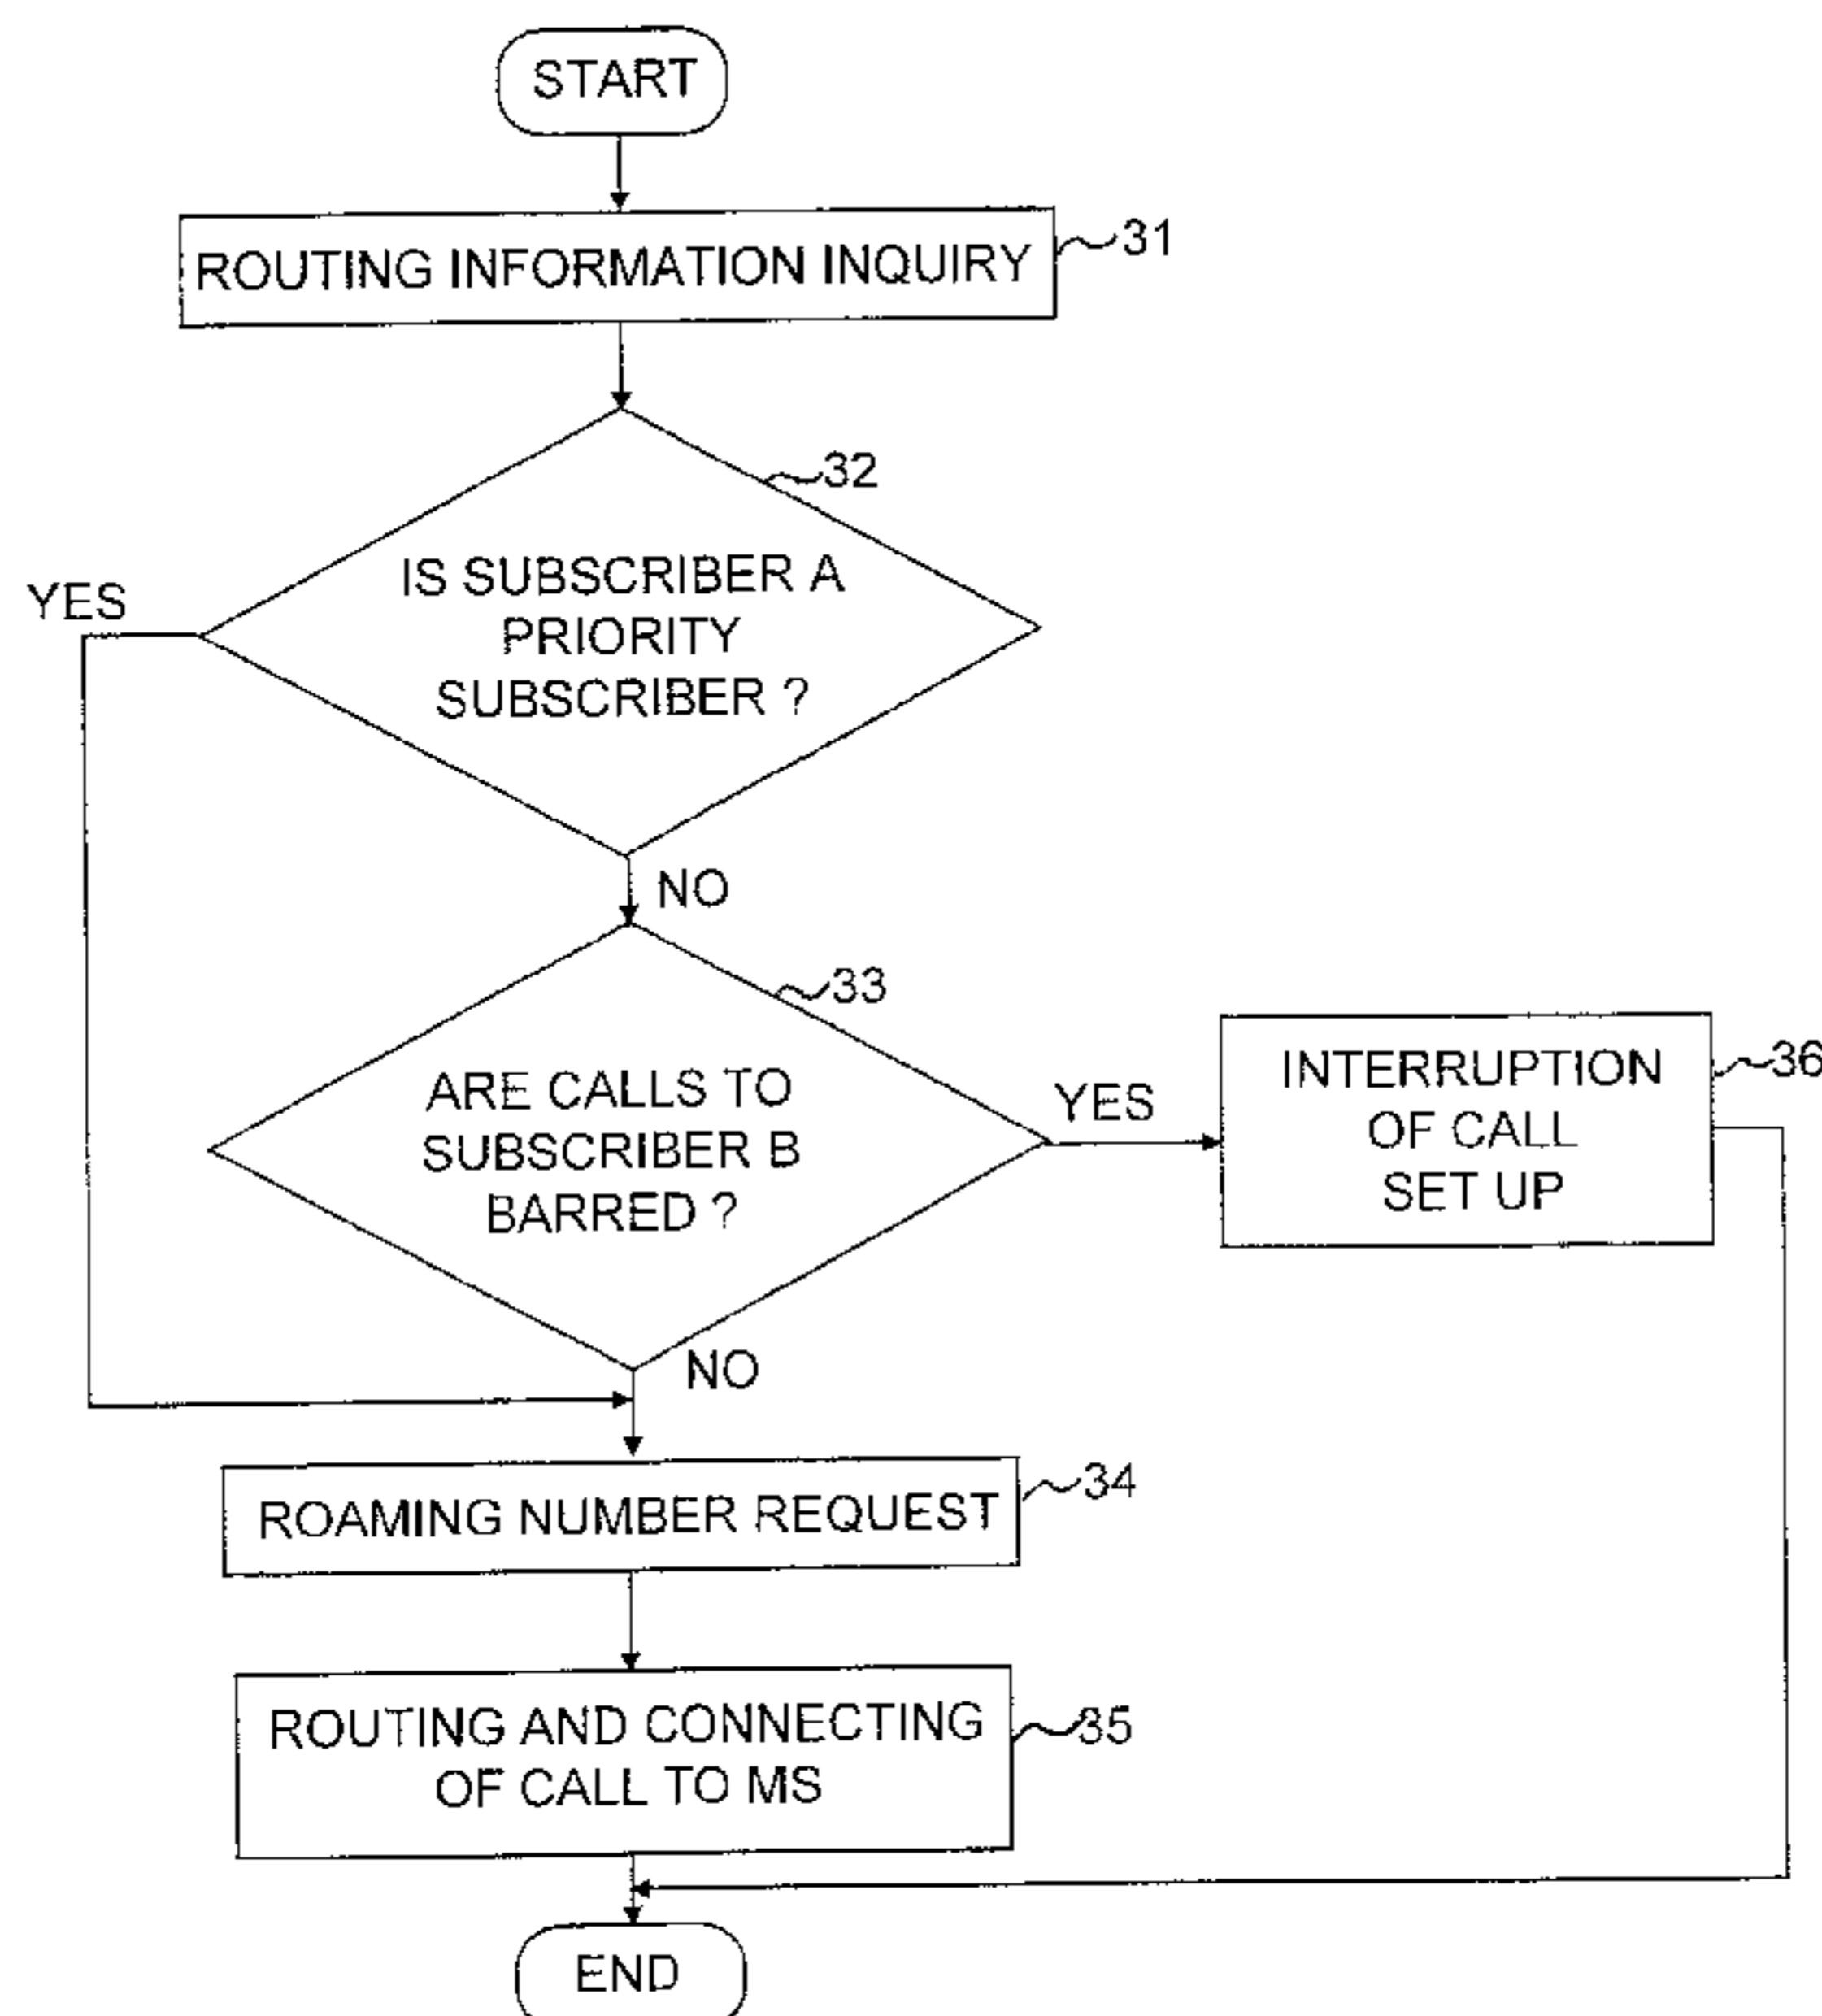 START
ROUTING INFORMATION INQUIRY
31
32
IS SUBSCRIBER A
PRIORITY
SUBSCRIBER ?
YES
NO
33
ARE CALLS TO
SUBSCRIBER B
BARRED ?
YES
INTERRUPTION
OF CALL
SET UP
36
NO
ROAMING NUMBER REQUEST
34
ROUTING AND CONNECTING
OF CALL TO MS
35
END